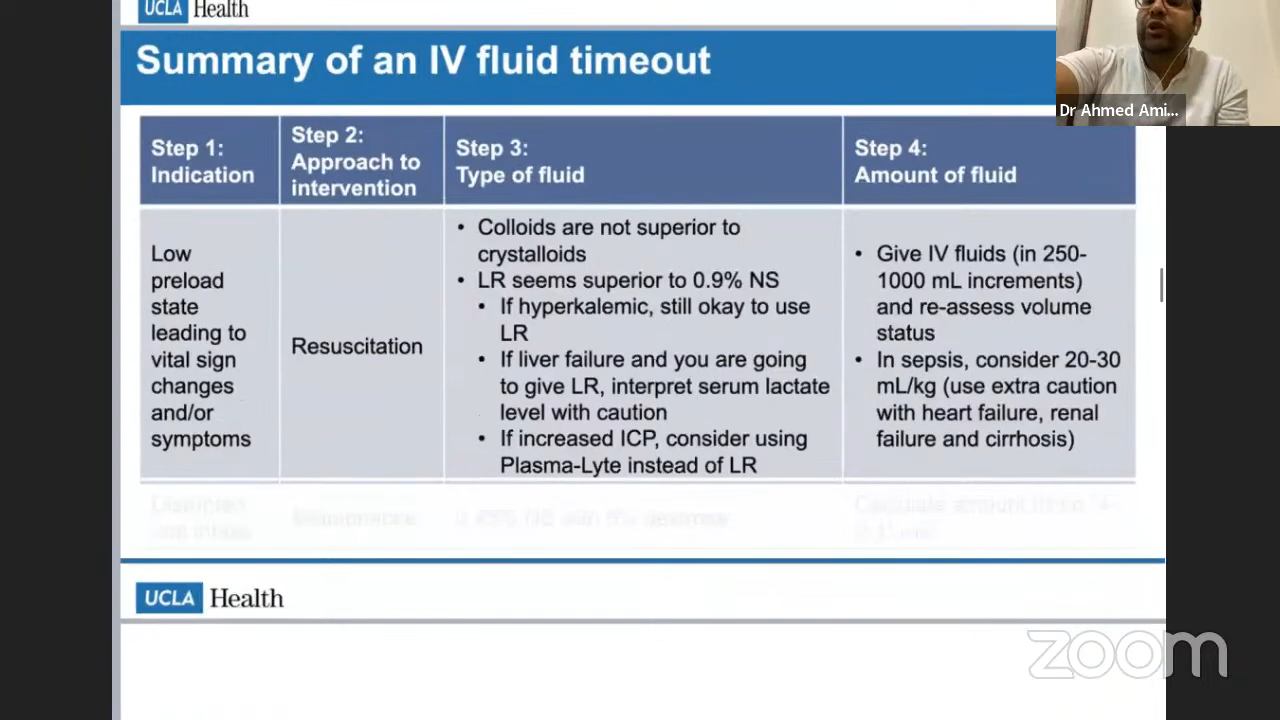 UCLA Health
Summary of an IV fluid timeout
Dr Ahmed Ami...
Step 1:
Indication
Step 2:
Approach to
intervention
Step 3:
Type of fluid
Step 4:
Amount of fluid
Low
preload
state
leading to
vital sign
changes
and/or
symptoms
Resuscitation
• Colloids are not superior to
crystalloids
• LR seems superior to 0.9% NS
• If hyperkalemic, still okay to use
LR
• If liver failure and you are going
to give LR, interpret serum lactate
level with caution
• If increased ICP, consider using
Plasma-Lyte instead of LR
• Give IV fluids (in 250-
1000 mL increments)
and re-assess volume
status
• In sepsis, consider 20-30
mL/kg (use extra caution
with heart failure, renal
failure and cirrhosis)
Maintenance
UCLA Health
zoom